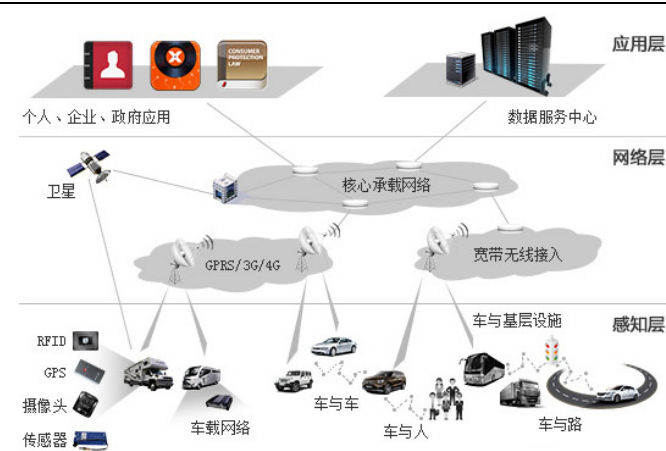 应用层
CONSUMER
PROTECTION
LAW
个人、企业、政府应用
数据服务中心
网络层
卫星
核心承载网络
GPRS/3G/4G
宽带无线接入
感知层
车与基层设施
RFID
GPS
摄像头
传感器
车载网络
车与车
车与人
车与路